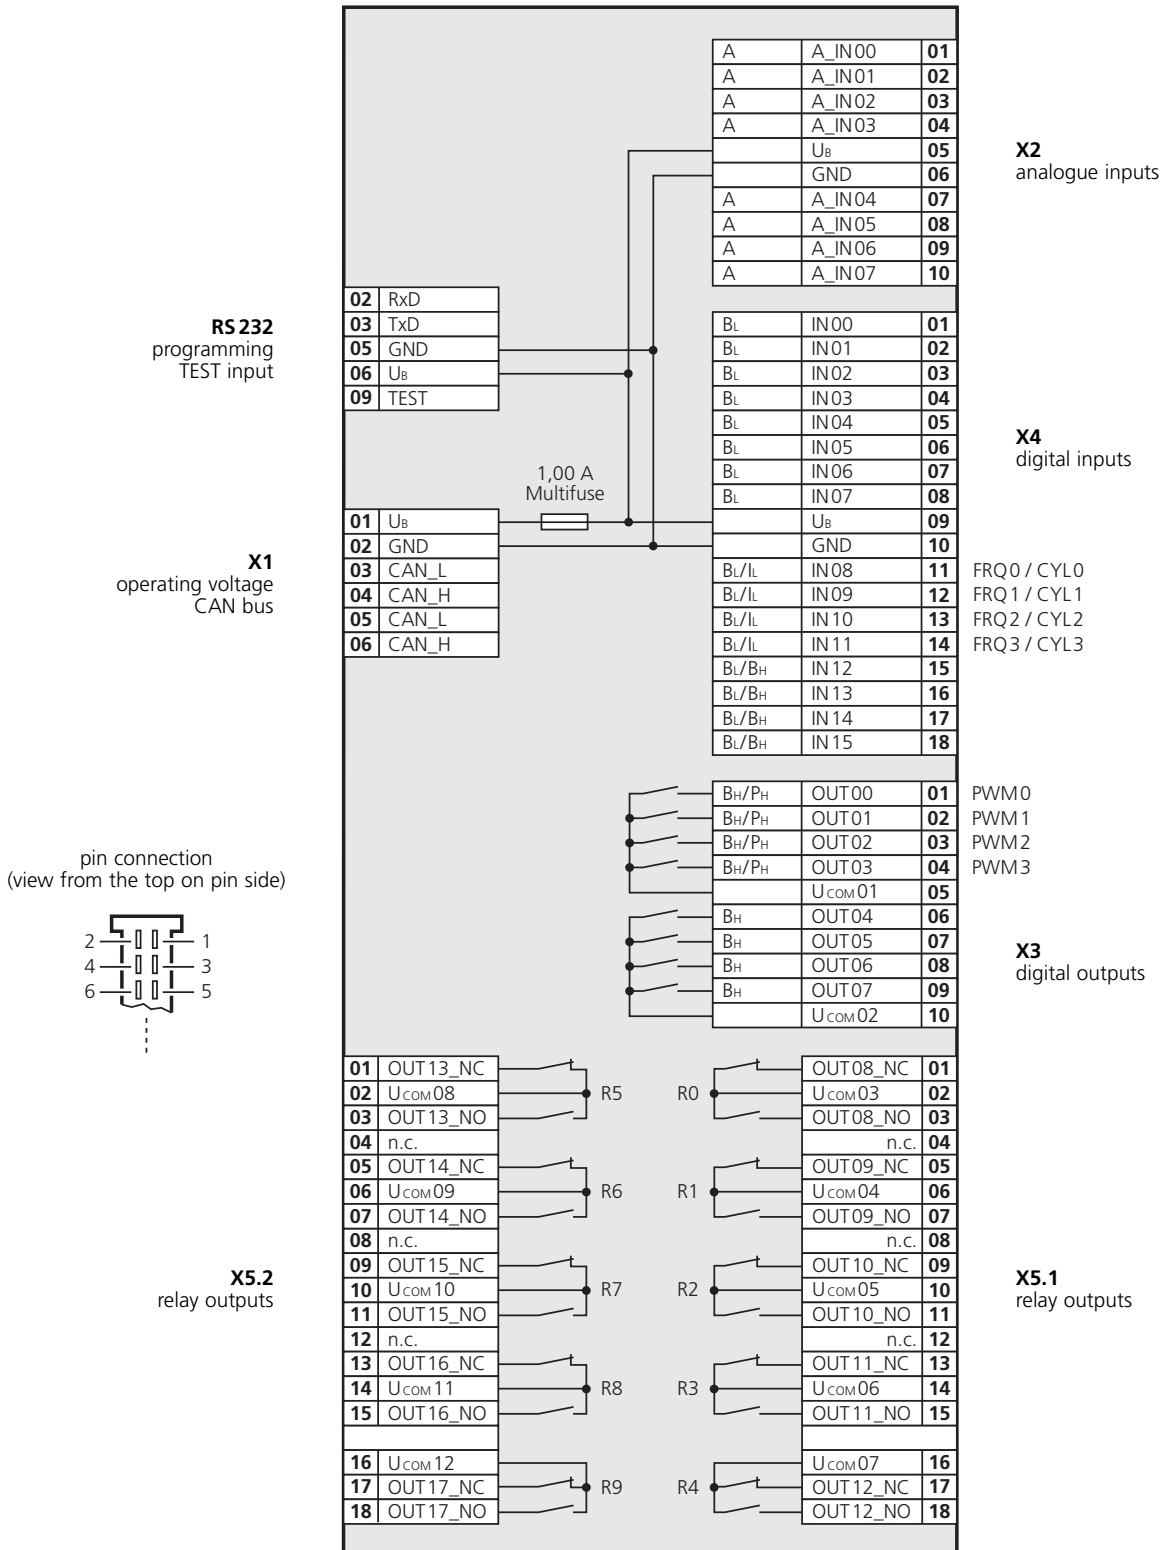 A A_IN00 01
A A_IN01 02
A A_IN02 03
A A_IN03 04
UB 05
GND 06
A A_IN04 07
A A_IN05 08
A A_IN06 09
A A_IN07 10
X2
analogue inputs
RS232
programming
TEST input
02 RxD
03 TxD
05 GND
06 UB
09 TEST
BL IN00 01
BL IN01 02
BL IN02 03
BL IN03 04
BL IN04 05
BL IN05 06
BL IN06 07
BL IN07 08
UB 09
GND 10
BL/IL IN08 11 FRQ0 / CYL0
BL/IL IN09 12 FRQ1 / CYL1
BL/IL IN10 13 FRQ2 / CYL2
BL/IL IN11 14 FRQ3 / CYL3
BL/BH IN12 15
BL/BH IN13 16
BL/BH IN14 17
BL/BH IN15 18
X4
digital inputs
1,00 A
Multifuse
X1
operating voltage
CAN bus
01 UB
02 GND
03 CAN_L
04 CAN_H
05 CAN_L
06 CAN_H
BH/PH OUT00 01 PWM0
BH/PH OUT01 02 PWM1
BH/PH OUT02 03 PWM2
BH/PH OUT03 04 PWM3
UCOM01 05
BH OUT04 06
BH OUT05 07
BH OUT06 08
BH OUT07 09
UCOM02 10
X3
digital outputs
pin connection
(view from the top on pin side)
2 1
4 3
6 5
X5.2
relay outputs
01 OUT13_NC
02 UCOM08 R5
03 OUT13_NO
04 n.c.
05 OUT14_NC
06 UCOM09 R6
07 OUT14_NO
08 n.c.
09 OUT15_NC
10 UCOM10 R7
11 OUT15_NO
12 n.c.
13 OUT16_NC
14 UCOM11 R8
15 OUT16_NO
16 UCOM12
17 OUT17_NC R9
18 OUT17_NO
OUT08_NC 01
R0 UCOM03 02
OUT08_NO 03
n.c. 04
OUT09_NC 05
R1 UCOM04 06
OUT09_NO 07
n.c. 08
OUT10_NC 09
R2 UCOM05 10
OUT10_NO 11
n.c. 12
OUT11_NC 13
R3 UCOM06 14
OUT11_NO 15
UCOM07 16
R4 OUT12_NC 17
OUT12_NO 18
X5.1
relay outputs